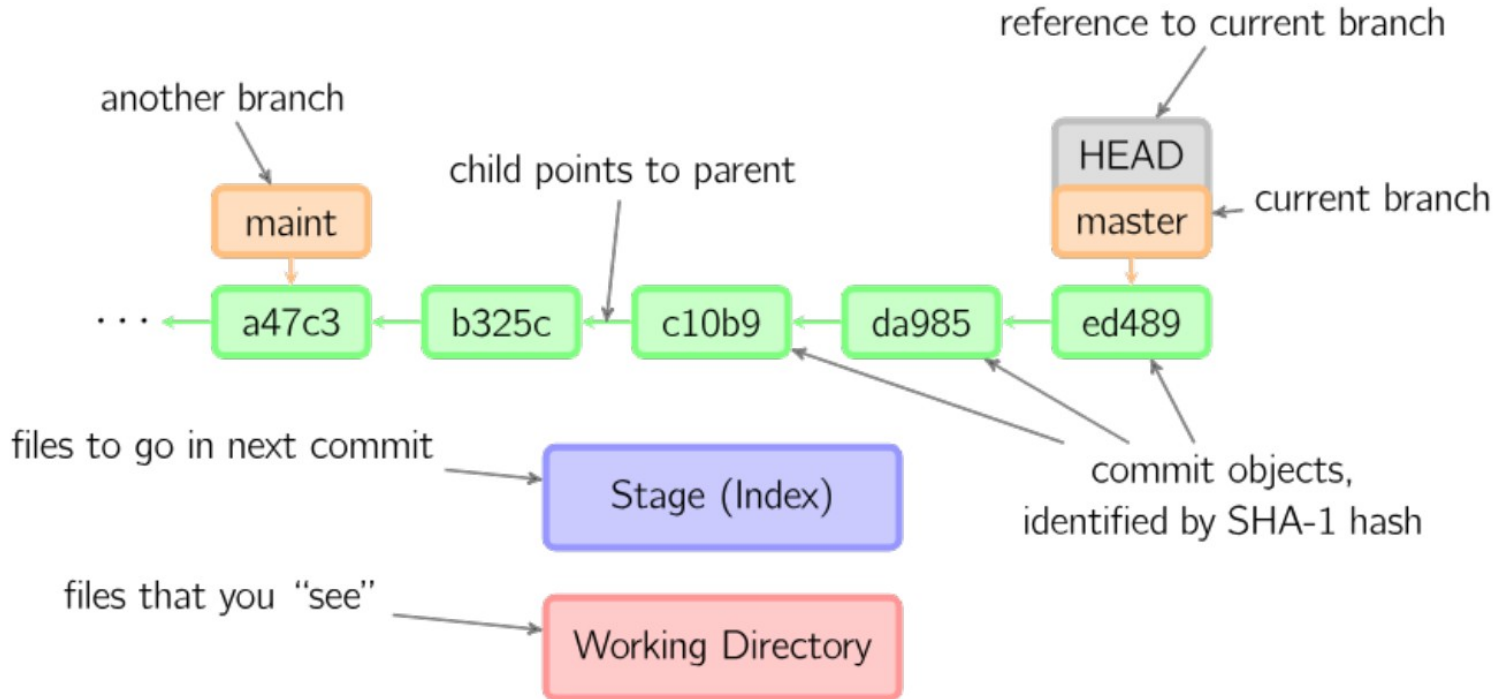 reference to current branch
another branch
HEAD
child points to parent
current branch
maint
master
· · ·
a47c3
b325c
c10b9
da985
ed489
files to go in next commit
Stage (Index)
commit objects,
identified by SHA-1 hash
files that you “see”
Working Directory